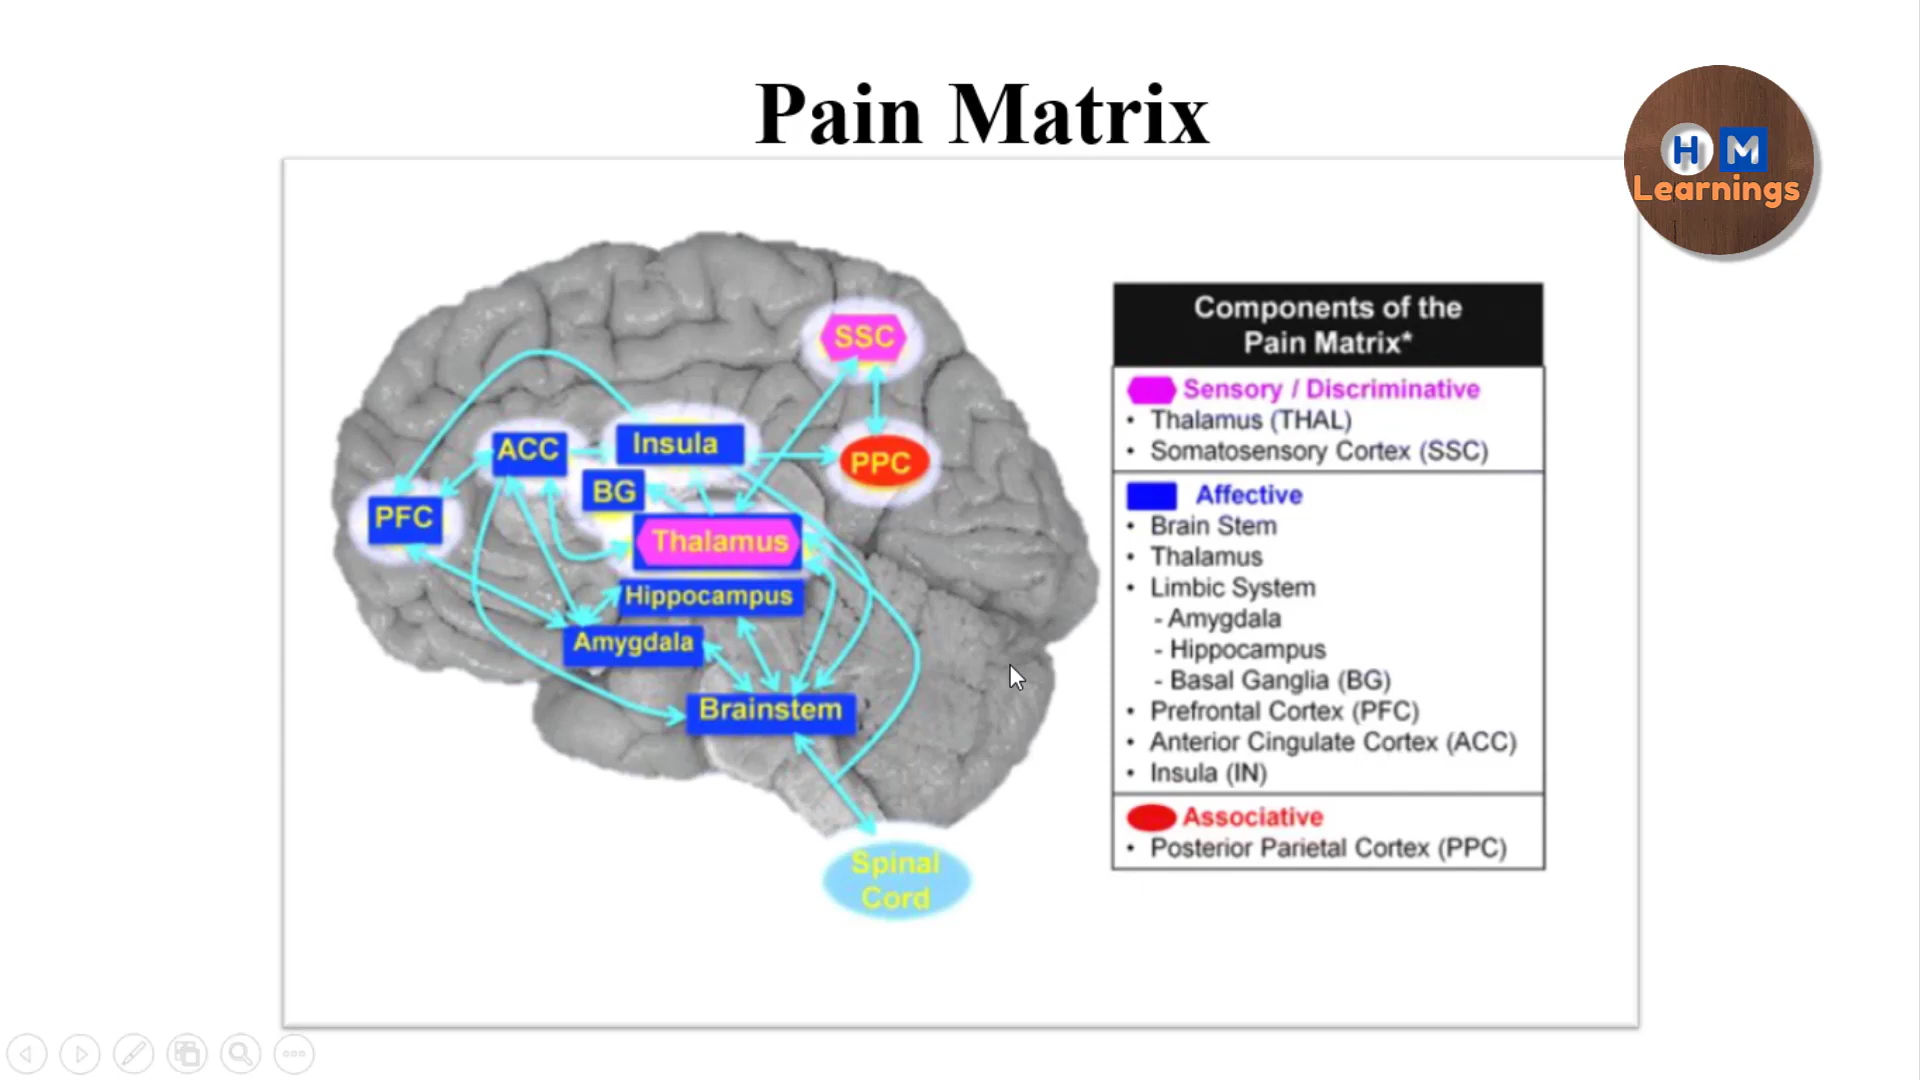 Pain Matrix
H M
Learnings
SSC
ACC
Insula
PPC
BG
PFC
Thalamus
Hippocampus
Amygdala
Brainstem
Spinal
Cord
Components of the
Pain Matrix*
Sensory / Discriminative
• Thalamus (THAL)
• Somatosensory Cortex (SSC)
Affective
• Brain Stem
• Thalamus
• Limbic System
- Amygdala
- Hippocampus
- Basal Ganglia (BG)
• Prefrontal Cortex (PFC)
• Anterior Cingulate Cortex (ACC)
• Insula (IN)
Associative
• Posterior Parietal Cortex (PPC)